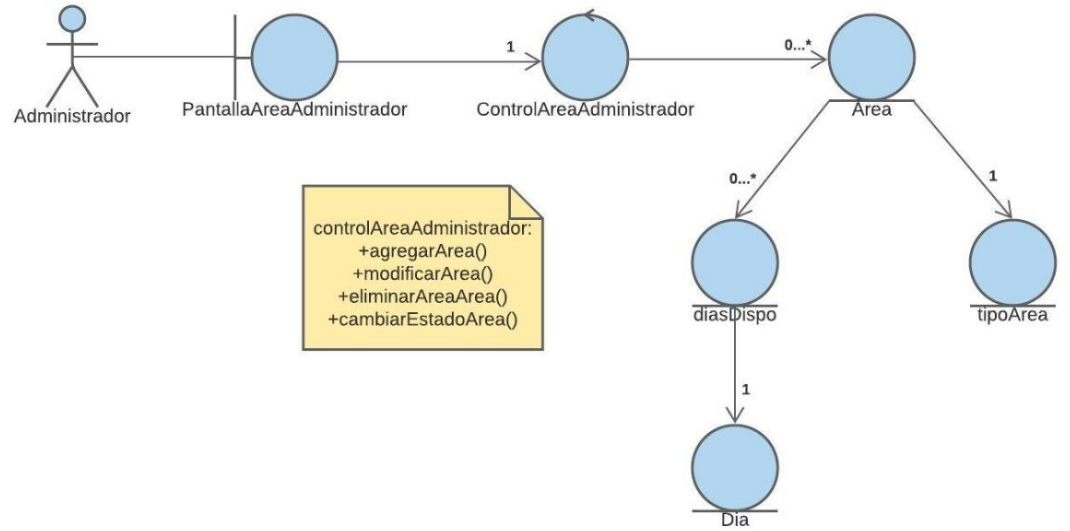 1
0...*
Administrador
PantallaAreaAdministrador
ControlAreaAdministrador
Area
0...*
1
controlAreaAdministrador:
+agregarArea()
+modificarArea()
+eliminarAreaArea()
+cambiarEstadoArea()
diasDispo
tipoArea
1
Dia